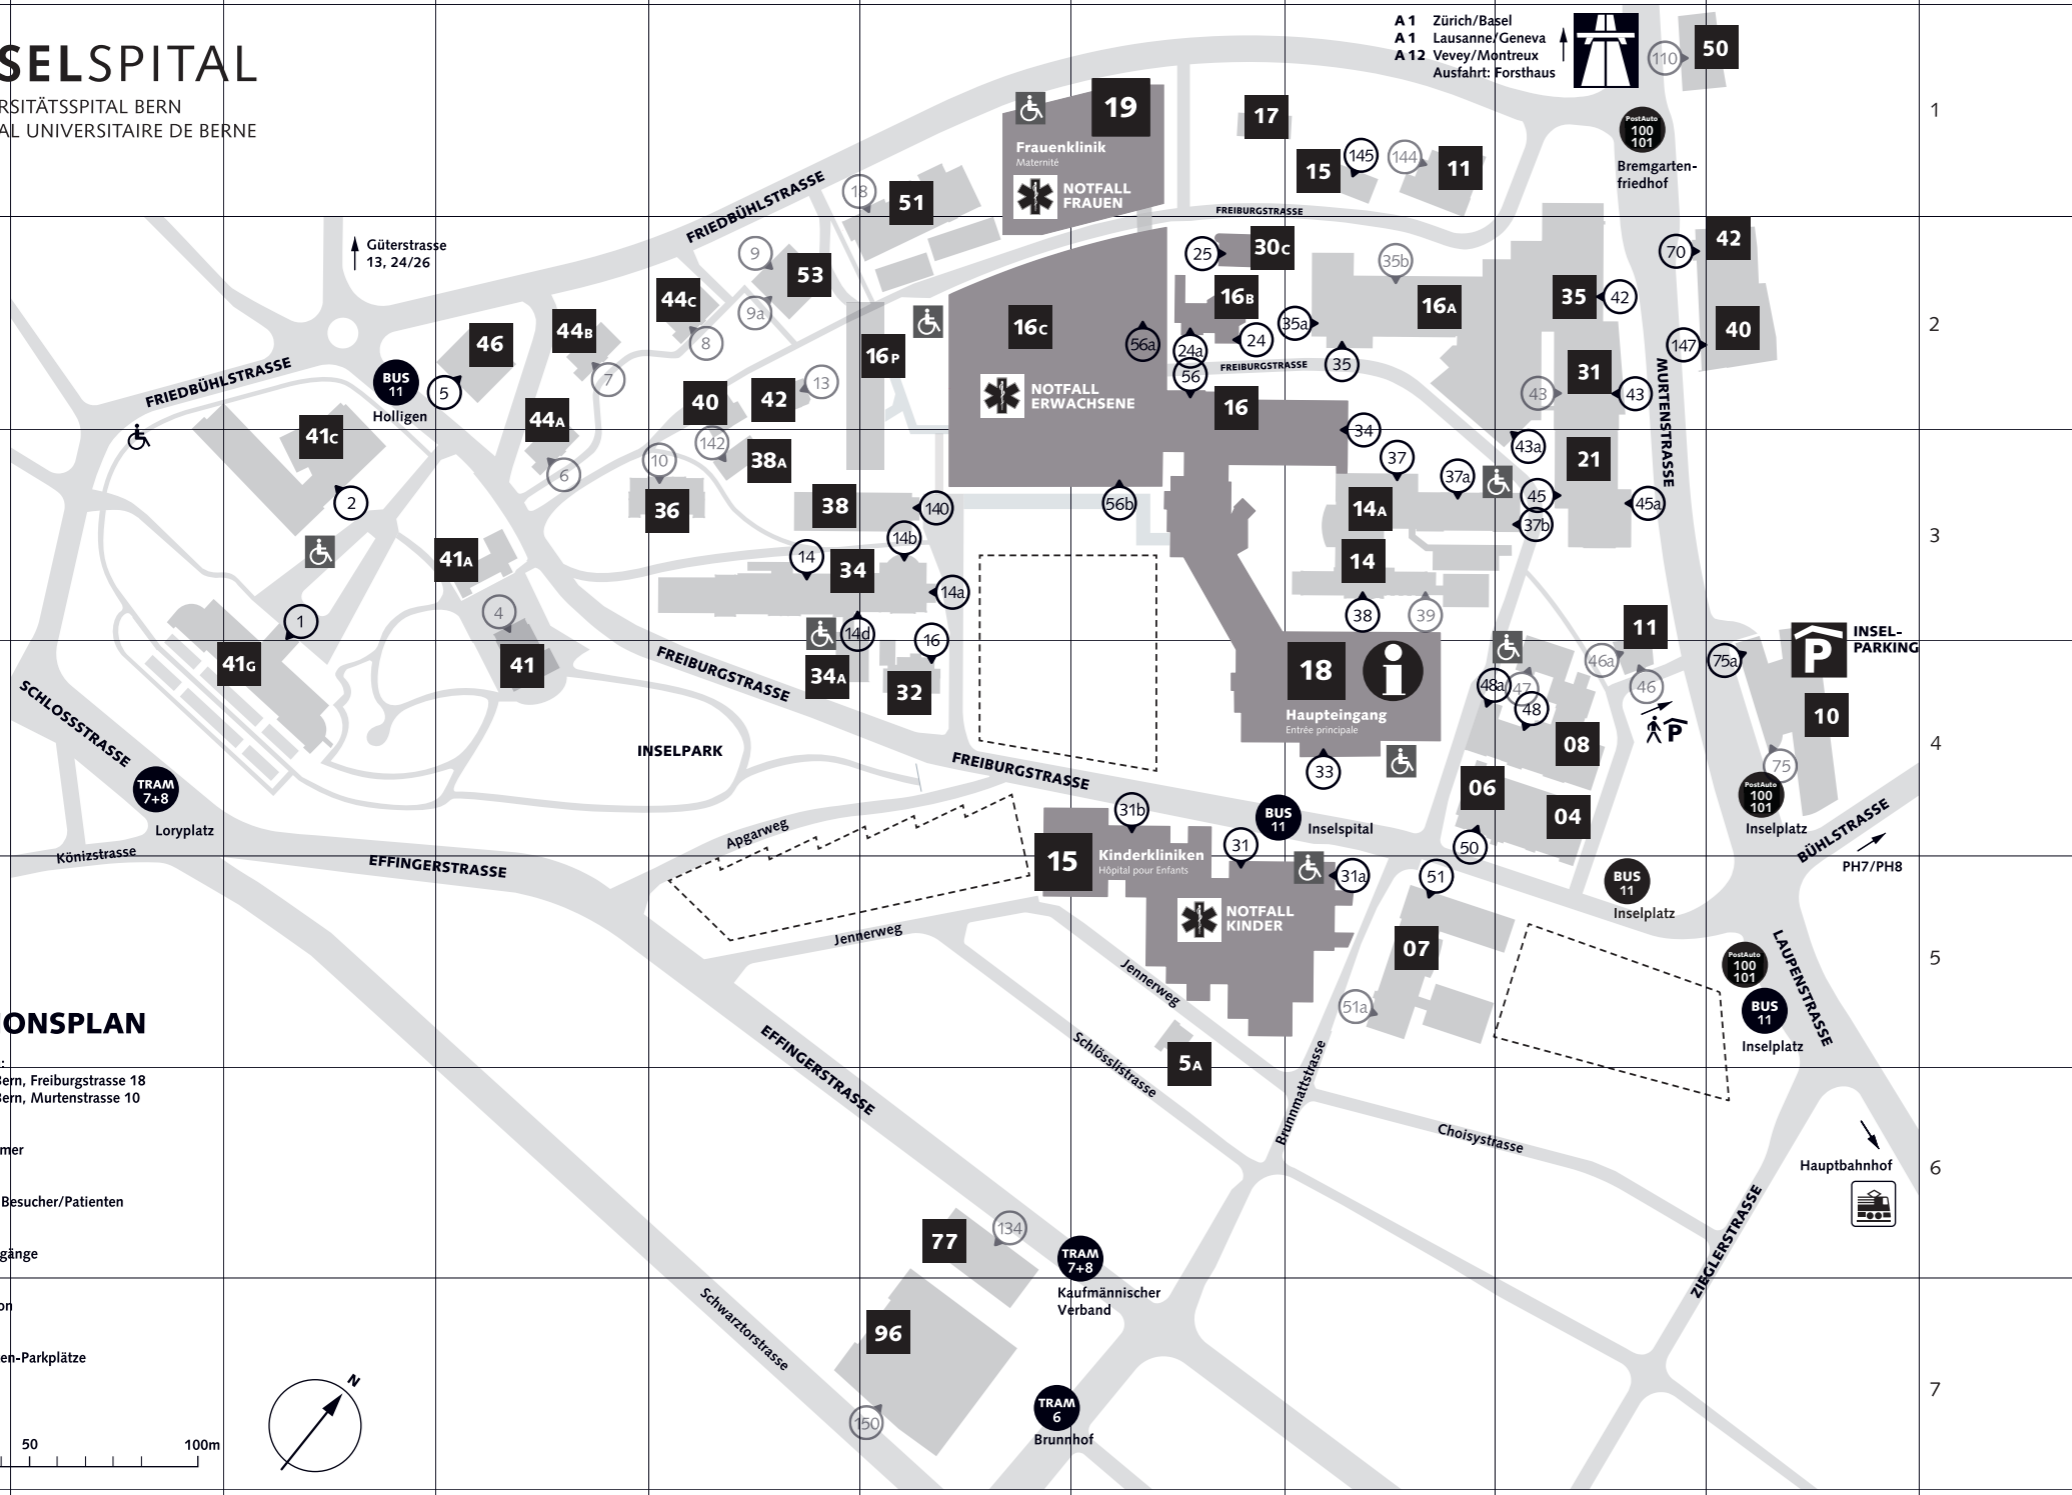 SELSPITAL
RSITÄTSSPITAL BERN
AL UNIVERSITAIRE DE BERNE
A 1 Zürich/Basel
A 1 Lausanne/Geneva
A 12 Vevey/Montreux
Ausfahrt: Forsthaus
110
50
1
PostAuto
100
101
Bremgarten-
friedhof
19
Frauenklinik
Maternité
NOTFALL
FRAUEN
17
15
145
144
11
FREIBURGSTRASSE
FRIEDBÜHLSTRASSE
18
51
Güterstrasse
13, 24/26
9
53
9a
44C
8
44B
7
46
BUS
11
Holligen
5
FRIEDBÜHLSTRASSE
44A
6
40
42
13
142
38A
10
36
16P
16C
56a
NOTFALL
ERWACHSENE
25
30C
16B
24
24a
56
35a
35b
16A
35
FREIBURGSTRASSE
16
34
35
42
70
42
40
147
2
31
43
43
MURTENSTRASSE
43a
21
37
37a
45
37b
45a
14A
14
38
39
3
41C
2
41A
4
41
1
41G
38
140
14b
14
34
14a
14d
16
34A
32
56b
18
Haupteingang
Entrée principale
33
11
46a
46
48a
47
48
P
08
06
04
50
75a
P
INSEL-
PARKING
10
75
4
PostAuto
100
101
Inselplatz
BÜHLSTRASSE
PH7/PH8
SCHLOSSSTRASSE
TRAM
7+8
Loryplatz
Könizstrasse
EFFINGERSTRASSE
FREIBURGSTRASSE
INSELPARK
FREIBURGSTRASSE
Apgarweg
Jennerweg
31b
15
Kinderkliniken
Hôpital pour Enfants
31
BUS
11
Inselspital
31a
NOTFALL
KINDER
51
07
51a
BUS
11
Inselplatz
PostAuto
100
101
BUS
11
Inselplatz
LAUPENSTRASSE
5
Jennerweg
Schlösslistrasse
5A
Brunnmattstrasse
Choisystrasse
IONSPLAN
:
Bern, Freiburgstrasse 18
Bern, Murtenstrasse 10
mer
Besucher/Patienten
gänge
on
en-Parkplätze
50
100m
N
EFFINGERSTRASSE
Hauptbahnhof
6
ZIEGLERSTRASSE
77
134
TRAM
7+8
Kaufmännischer
Verband
Schwarztorstrasse
96
150
TRAM
6
Brunnhof
7